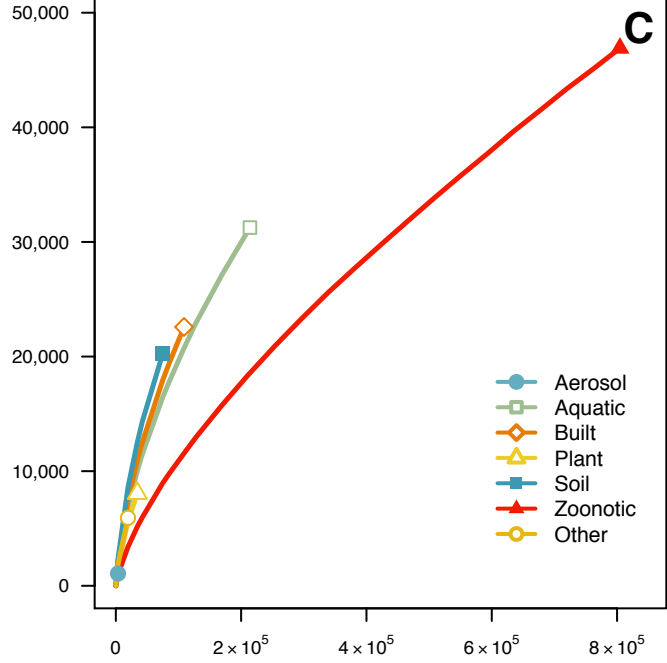 C
50,000
40,000
30,000
20,000
10,000
0
Aerosol
Aquatic
Built
Plant
Soil
Zoonotic
Other
0 2 × 10⁵ 4 × 10⁵ 6 × 10⁵ 8 × 10⁵